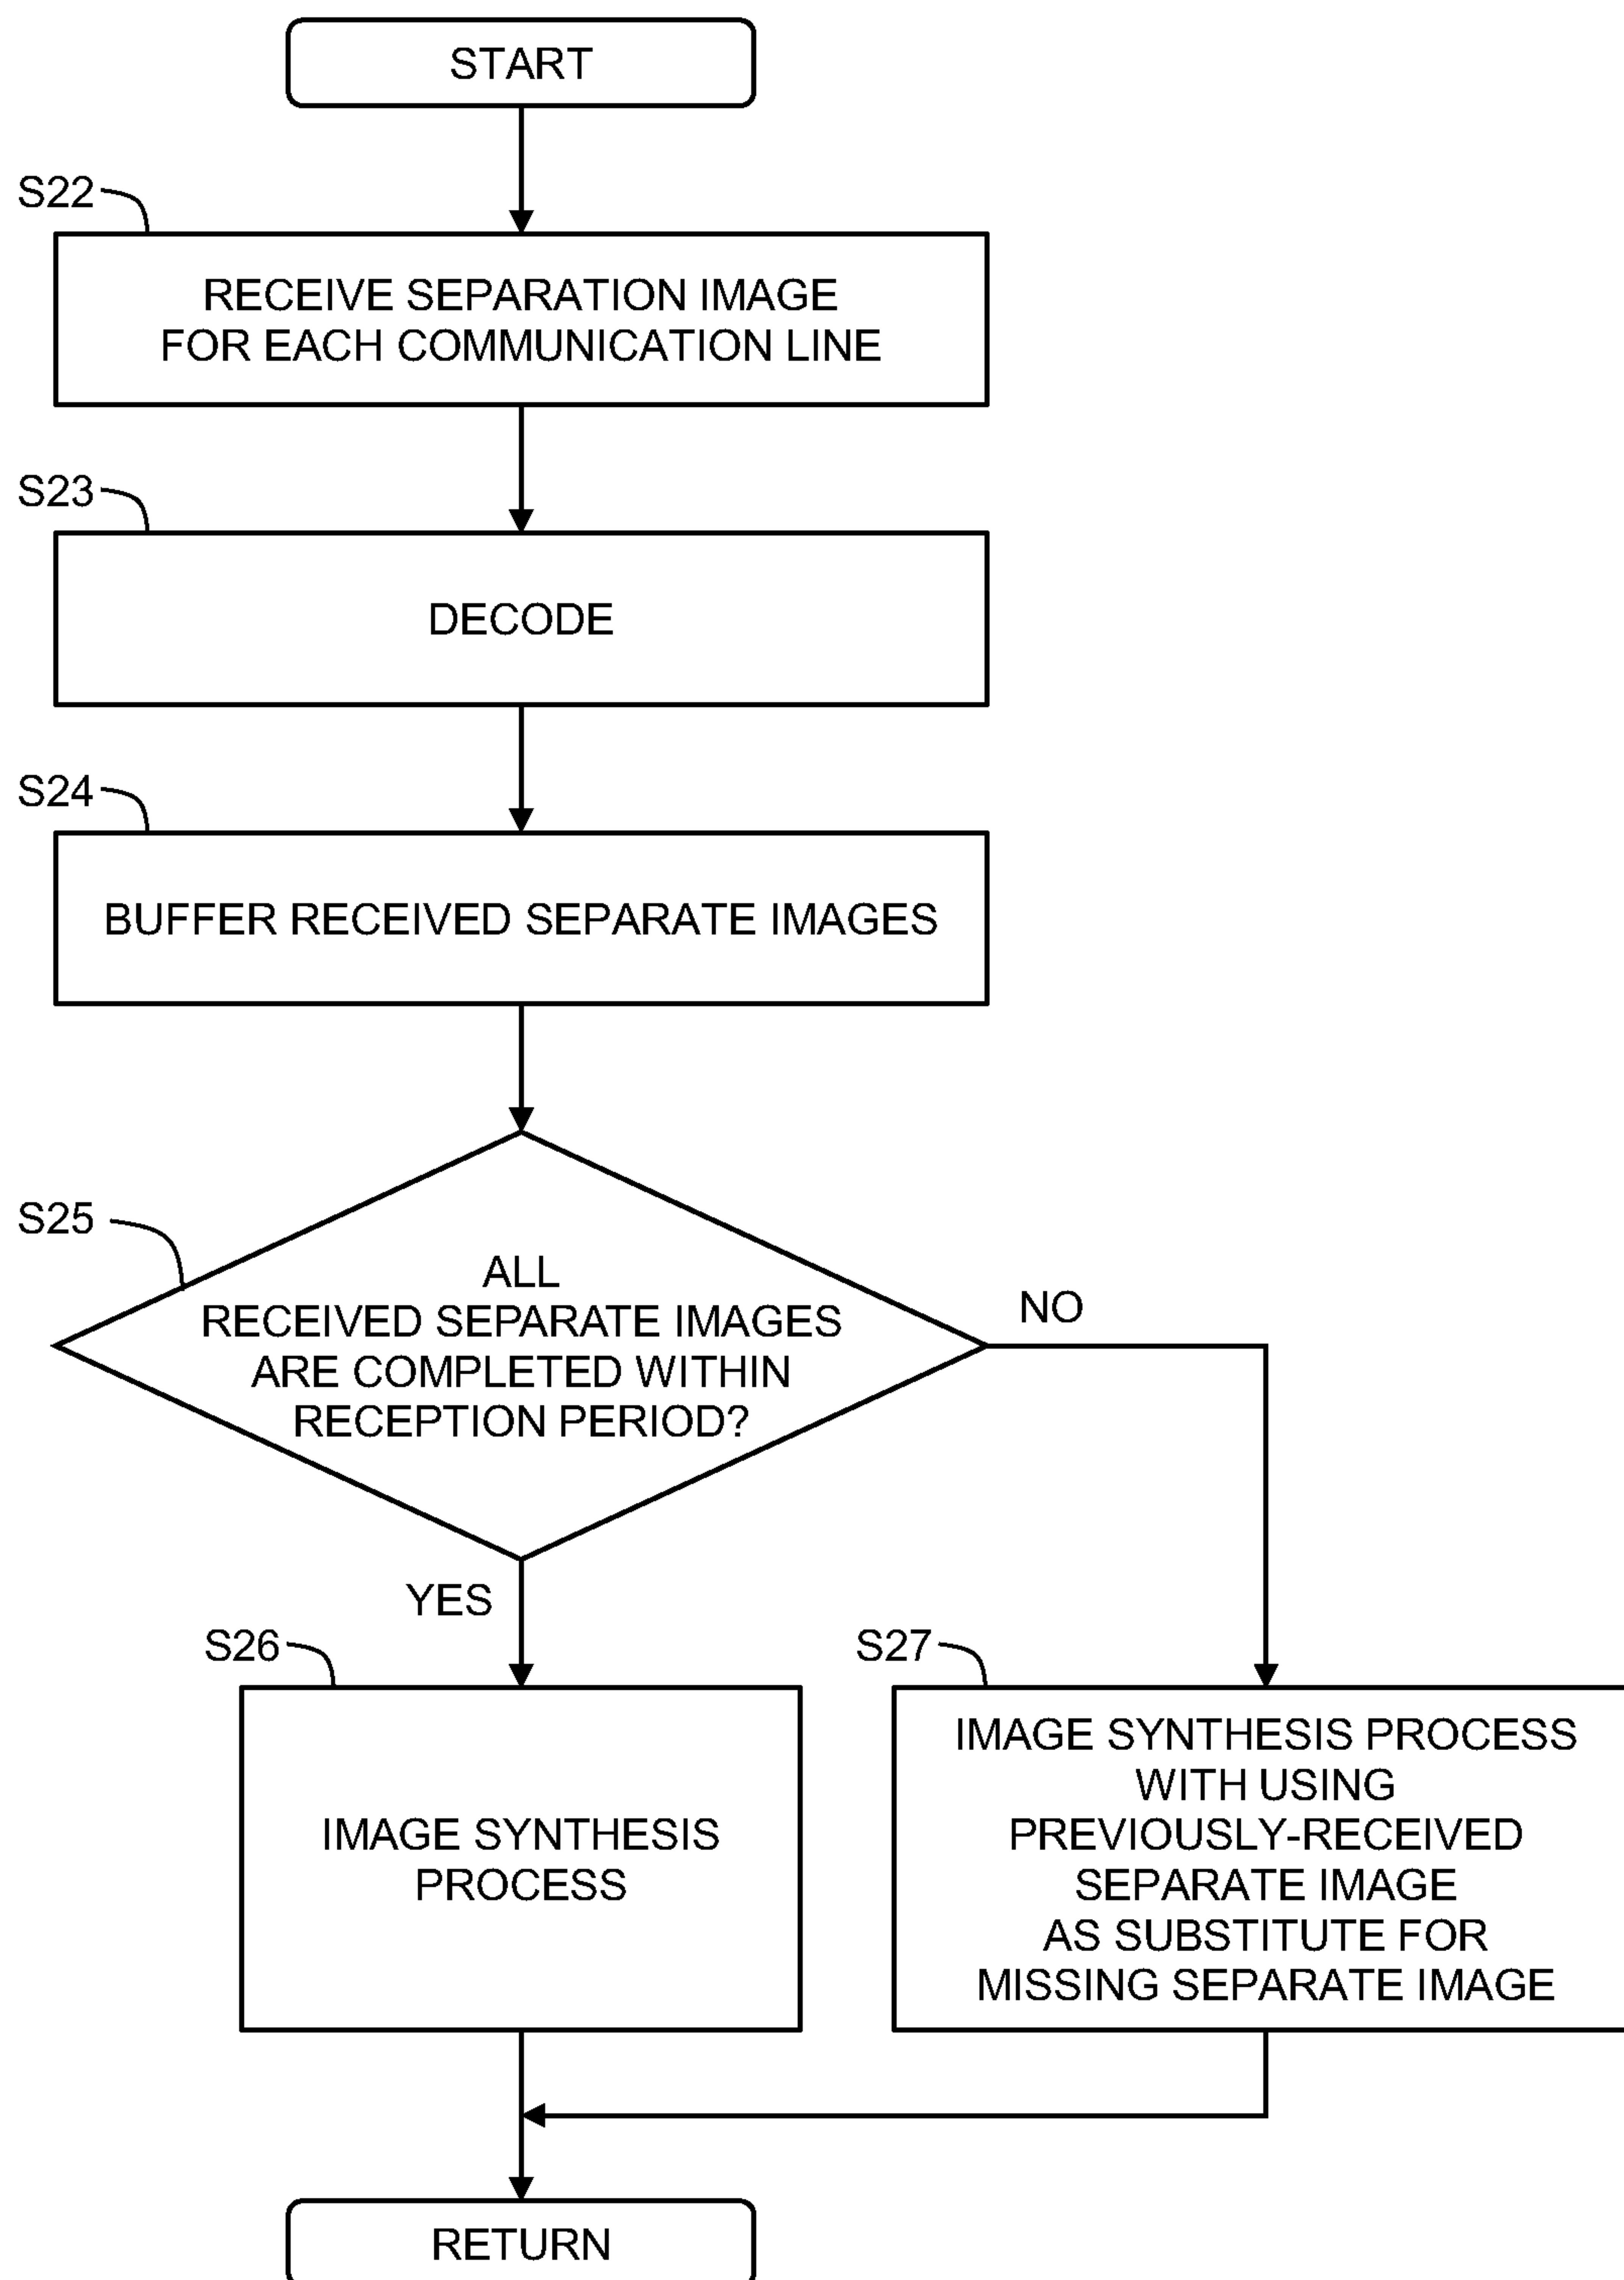 START
S22
RECEIVE SEPARATION IMAGE
FOR EACH COMMUNICATION LINE
S23
DECODE
S24
BUFFER RECEIVED SEPARATE IMAGES
S25
ALL
RECEIVED SEPARATE IMAGES
ARE COMPLETED WITHIN
RECEPTION PERIOD?
NO
YES
S26
IMAGE SYNTHESIS
PROCESS
S27
IMAGE SYNTHESIS PROCESS
WITH USING
PREVIOUSLY-RECEIVED
SEPARATE IMAGE
AS SUBSTITUTE FOR
MISSING SEPARATE IMAGE
RETURN